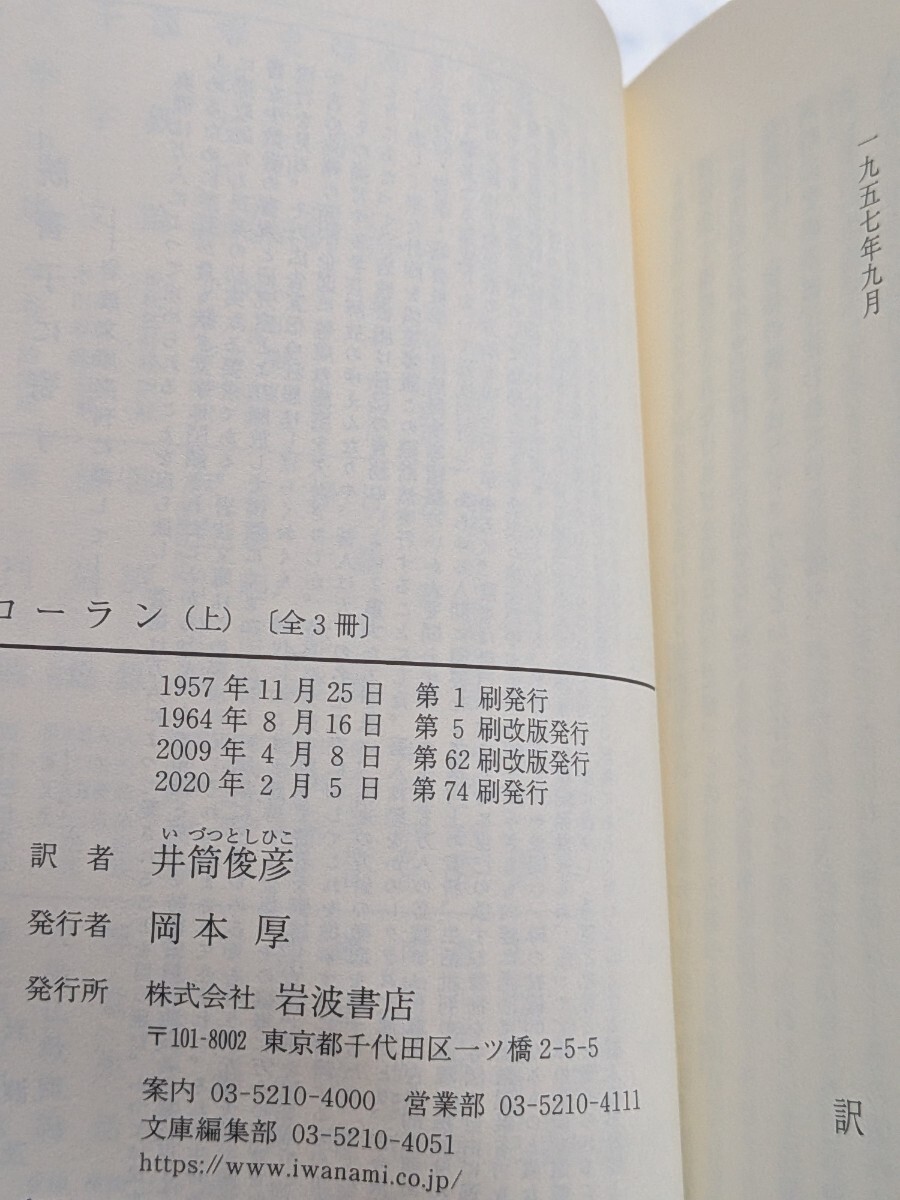 一九五七年九月
訳
コーラン（上）〔全3冊〕
1957年11月25日 第1刷発行
1964年8月16日 第5刷改版発行
2009年4月8日 第62刷改版発行
2020年2月5日 第74刷発行
いづつとしひこ
訳者 井筒俊彦
発行者 岡本厚
発行所 株式会社 岩波書店
〒101-8002 東京都千代田区一ツ橋2-5-5
案内 03-5210-4000 営業部 03-5210-4111
文庫編集部 03-5210-4051
https://www.iwanami.co.jp/